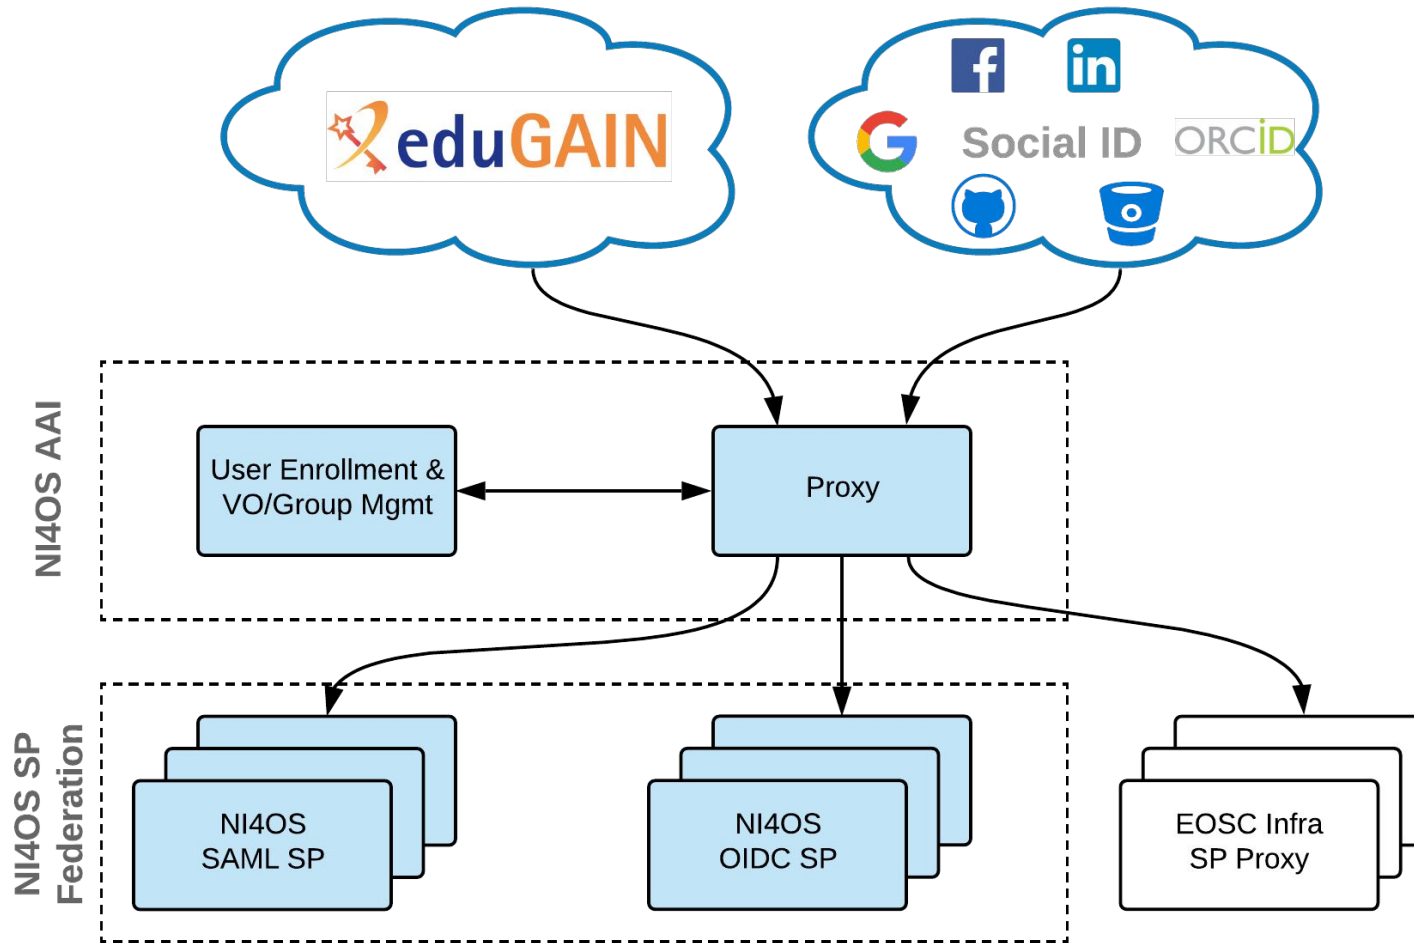 eduGAIN
f
in
G
Social ID
ORCID
NI4OS AAI
User Enrollment &
VO/Group Mgmt
Proxy
NI4OS SP
Federation
NI4OS
SAML SP
NI4OS
OIDC SP
EOSC Infra
SP Proxy